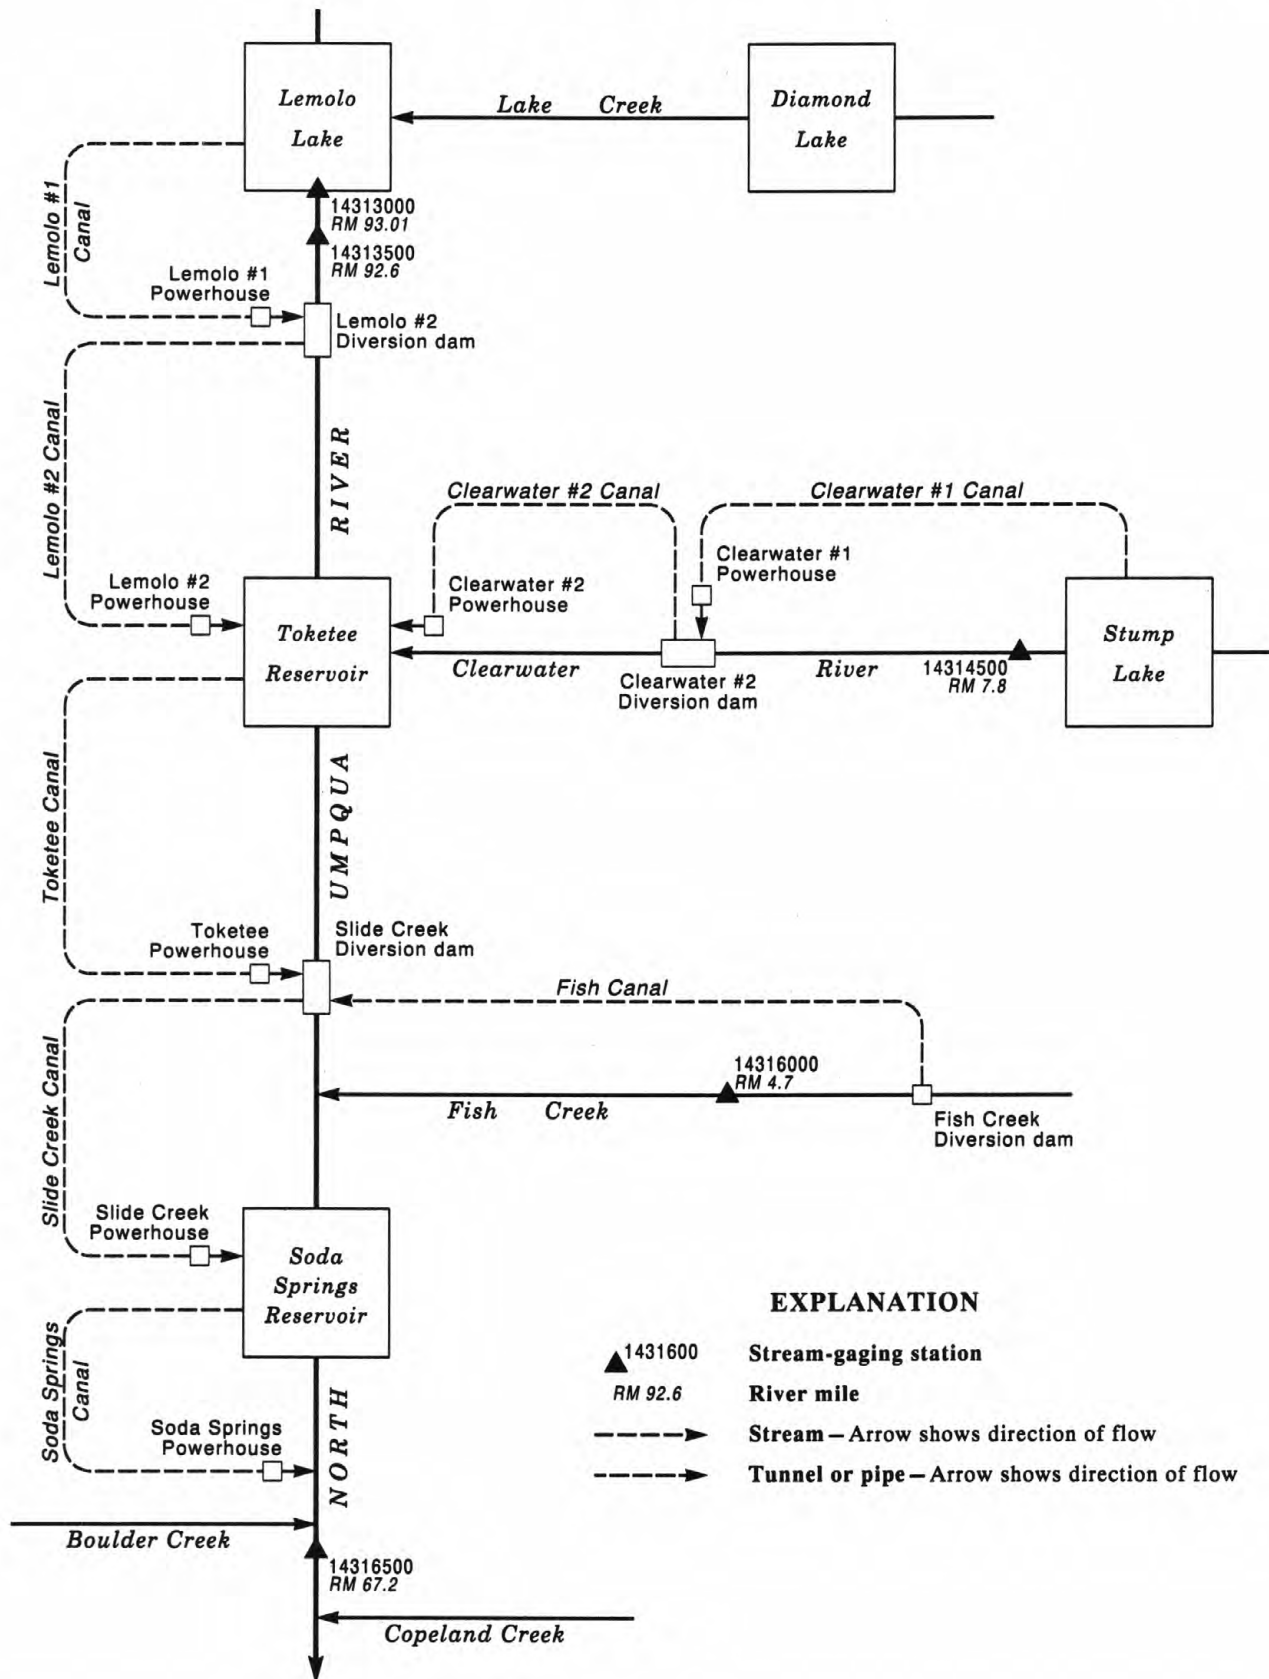 Lemolo
Lake
Lake Creek
Diamond
Lake
Lemolo #1
Canal
14313000
RM 93.01
14313500
RM 92.6
Lemolo #1
Powerhouse
Lemolo #2
Diversion dam
Lemolo #2 Canal
RIVER
Clearwater #2 Canal
Clearwater #1 Canal
Clearwater #1
Powerhouse
Lemolo #2
Powerhouse
Clearwater #2
Powerhouse
Toketee
Reservoir
Stump
Lake
Clearwater
River
14314500
RM 7.8
Clearwater #2
Diversion dam
Toketee Canal
UMPQUA
Toketee
Powerhouse
Slide Creek
Diversion dam
Fish Canal
Slide Creek Canal
14316000
RM 4.7
Fish Creek
Fish Creek
Diversion dam
Slide Creek
Powerhouse
Soda
Springs
Reservoir
Soda Springs
Canal
NORTH
Soda Springs
Powerhouse
Boulder Creek
14316500
RM 67.2
Copeland Creek
EXPLANATION
1431600 Stream-gaging station
RM 92.6 River mile
Stream — Arrow shows direction of flow
Tunnel or pipe — Arrow shows direction of flow